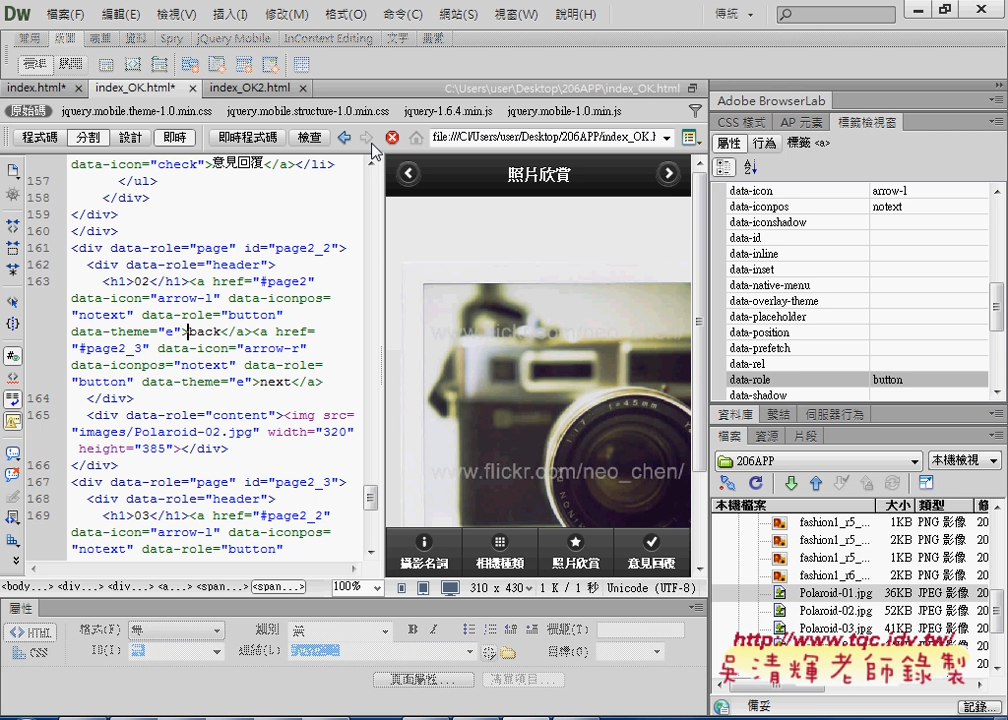 Dw 檔案(F) 編輯(E) 檢視(V) 插入(I) 修改(M) 格式(O) 命令(C) 網站(S) 視窗(W) 說明(H) 傳統
常用 版面 表單 資料 Spry jQuery Mobile InContext Editing 文字
標準 展開
index.html* index_OK.html* index_OK2.html C:\Users\user\Desktop\206APP\index_OK.html
原始碼 jquery.mobile.theme-1.0.min.css jquery.mobile.structure-1.0.min.css jquery-1.6.4.min.js jquery.mobile-1.0.min.js
程式碼 分割 設計 即時 即時程式碼 檢查 file:///C|/Users/user/Desktop/206APP/index_OK.h
data-icon="check">意見回覆</a></li>
157 </ul>
158 </div>
159 </div>
160 </div>
161 <div data-role="page" id="page2_2">
162 <div data-role="header">
163 <h1>02</h1><a href="#page2"
data-icon="arrow-l" data-iconpos=
"notext" data-role="button"
data-theme="e">back</a><a href=
"#page2_3" data-icon="arrow-r"
data-iconpos="notext" data-role=
"button" data-theme="e">next</a>
164 </div>
165 <div data-role="content"><img src=
"images/Polaroid-02.jpg" width="320"
height="385"></div>
166 </div>
167 <div data-role="page" id="page2_3">
168 <div data-role="header">
169 <h1>03</h1><a href="#page2_2"
data-icon="arrow-l" data-iconpos=
"notext" data-role="button"
照片欣賞
www.flickr.com/neo_
f=45mm
1:1.7
www.flickr.com/neo_chen/
攝影名詞 相機種類 照片欣賞 意見回覆
<body...> <div...> <div...> <a...> <span...> <span...> 100% 310 x 430 1 K / 1 秒 Unicode (UTF-8)
屬性
<> HTML 格式(F) 無 類別 無 B I 標題(T)
CSS ID(I) 連結(L) 目標(G)
頁面屬性... 清單項目...
Adobe BrowserLab
CSS 樣式 AP 元素 標籤檢視窗
屬性 行為 標籤 <a>
data-icon arrow-l
data-iconpos notext
data-iconshadow
data-id
data-inline
data-inset
data-native-menu
data-overlay-theme
data-placeholder
data-position
data-prefetch
data-rel
data-role button
data-shadow
資料庫 繫結 伺服器行為
檔案 資源 片段
206APP 本機檢視
本機檔案 大小 類型 修
fashion1_r5_... 1KB PNG 影像 20
fashion1_r5_... 2KB PNG 影像 20
fashion1_r5_... 1KB PNG 影像 20
fashion1_r6_... 2KB PNG 影像 20
Polaroid-01.jpg 36KB JPEG 影像 20
Polaroid-02.jpg 52KB JPEG 影像 20
Polaroid-03.jpg 41KB JPEG 影像 20
http://www.tqc.idv.tw/
吳清輝老師錄製
備妥 記錄...